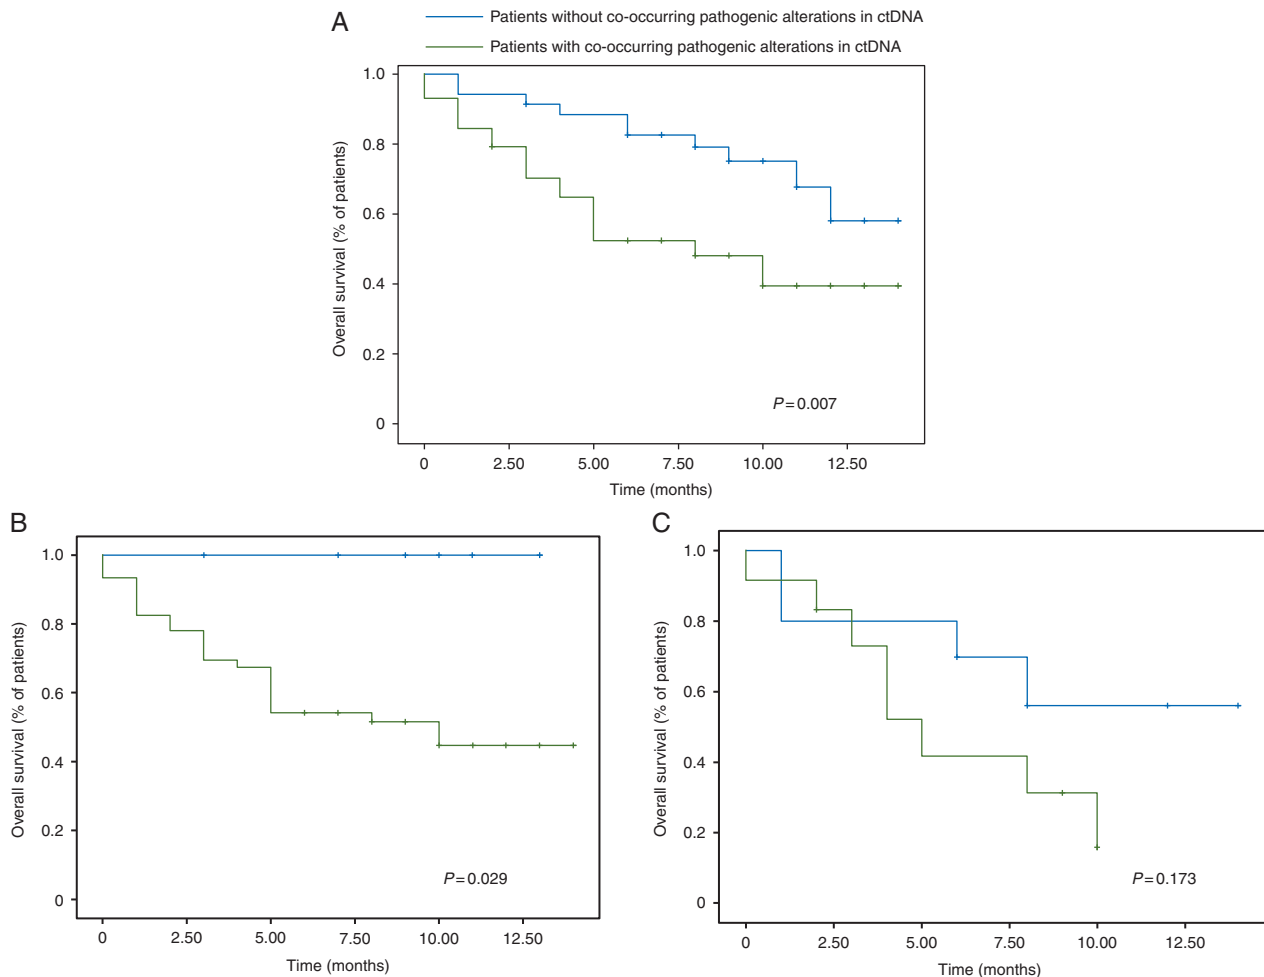 A
Patients without co-occurring pathogenic alterations in ctDNA
Patients with co-occurring pathogenic alterations in ctDNA
Overall survival (% of patients)
1.0
0.8
0.6
0.4
0.2
0
P=0.007
0 2.50 5.00 7.50 10.00 12.50
Time (months)
B
Overall survival (% of patients)
1.0
0.8
0.6
0.4
0.2
0
P=0.029
0 2.50 5.00 7.50 10.00 12.50
Time (months)
C
Overall survival (% of patients)
1.0
0.8
0.6
0.4
0.2
0
P=0.173
0 2.50 5.00 7.50 10.00 12.50
Time (months)